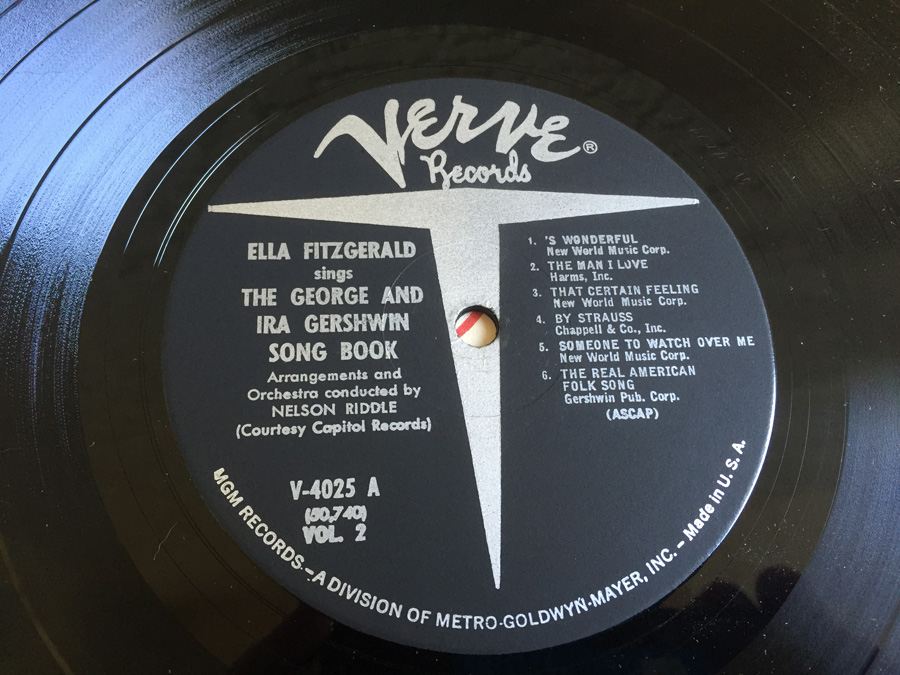 VERVE ®
Records
ELLA FITZGERALD
sings
THE GEORGE AND
IRA GERSHWIN
SONG BOOK
Arrangements and
Orchestra conducted by
NELSON RIDDLE
(Courtesy Capitol Records)
V-4025 A
(50,740)
VOL. 2
1. 'S WONDERFUL
New World Music Corp.
2. THE MAN I LOVE
Harms, Inc.
3. THAT CERTAIN FEELING
New World Music Corp.
4. BY STRAUSS
Chappell & Co., Inc.
5. SOMEONE TO WATCH OVER ME
New World Music Corp.
6. THE REAL AMERICAN
FOLK SONG
Gershwin Pub. Corp.
(ASCAP)
MGM RECORDS – A DIVISION OF METRO-GOLDWYN-MAYER, INC. – Made in U. S. A.